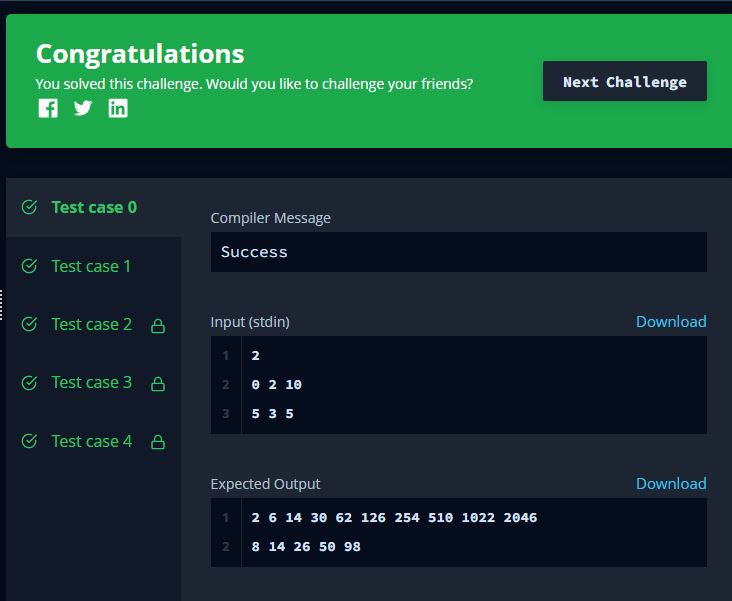 Congratulations
You solved this challenge. Would you like to challenge your friends?
Next Challenge
Test case 0
Test case 1
Test case 2
Test case 3
Test case 4
Compiler Message
Success
Input (stdin)
Download
1 2
2 0 2 10
3 5 3 5
Expected Output
Download
1 2 6 14 30 62 126 254 510 1022 2046
2 8 14 26 50 98